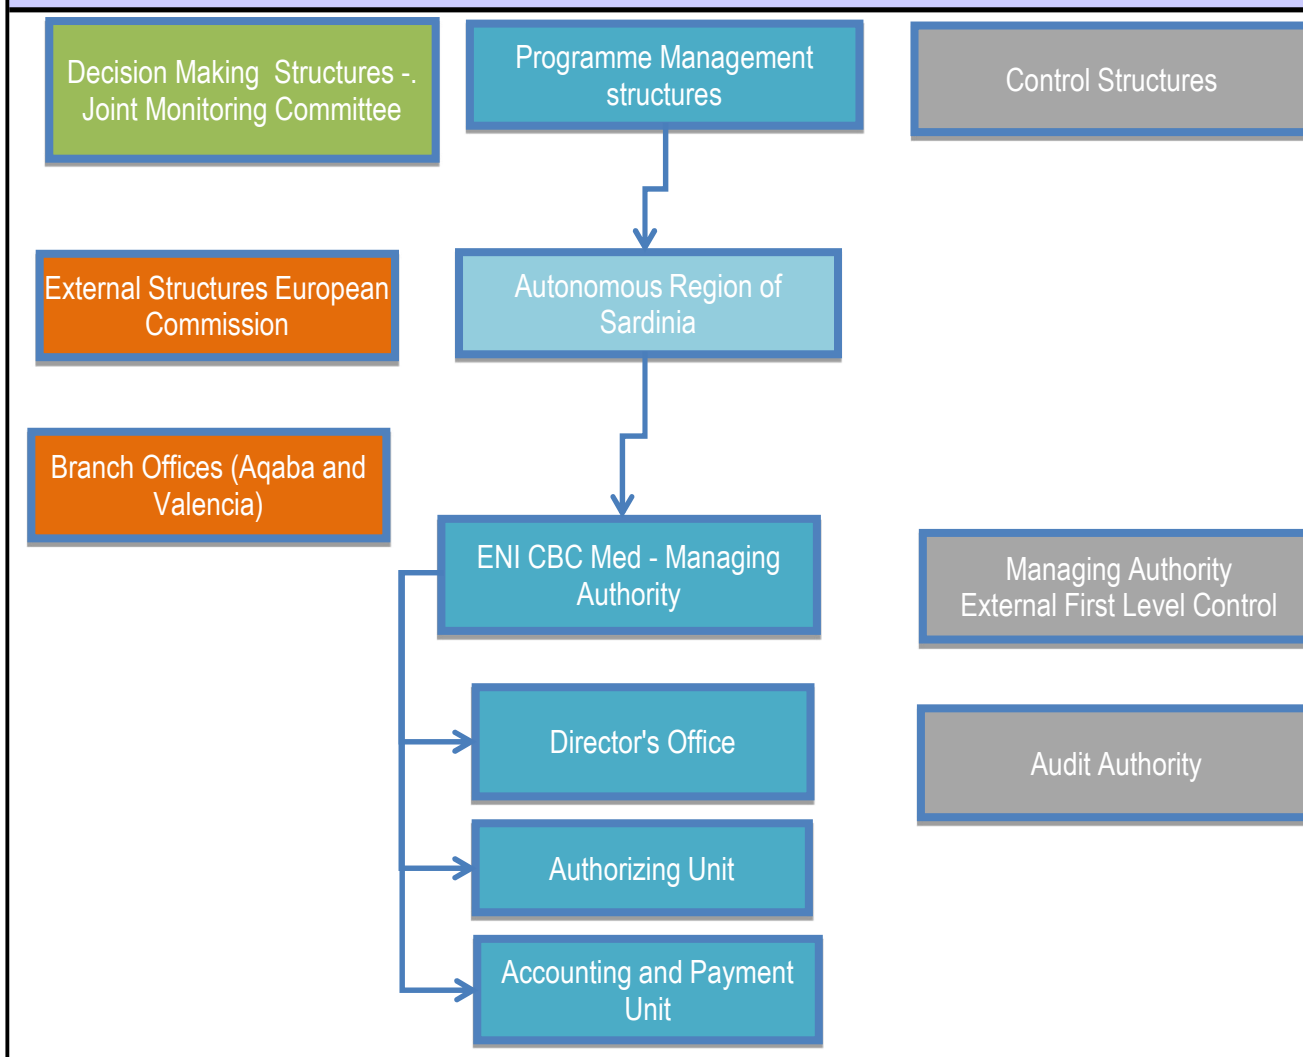 Decision Making  Structures -.
Joint Monitoring Committee
Programme Management
structures
Control Structures
External Structures European
Commission
Autonomous Region of
Sardinia
Branch Offices (Aqaba and
Valencia)
ENI CBC Med - Managing
Authority
Managing Authority
External First Level Control
Director's Office
Audit Authority
Authorizing Unit
Accounting and Payment
Unit